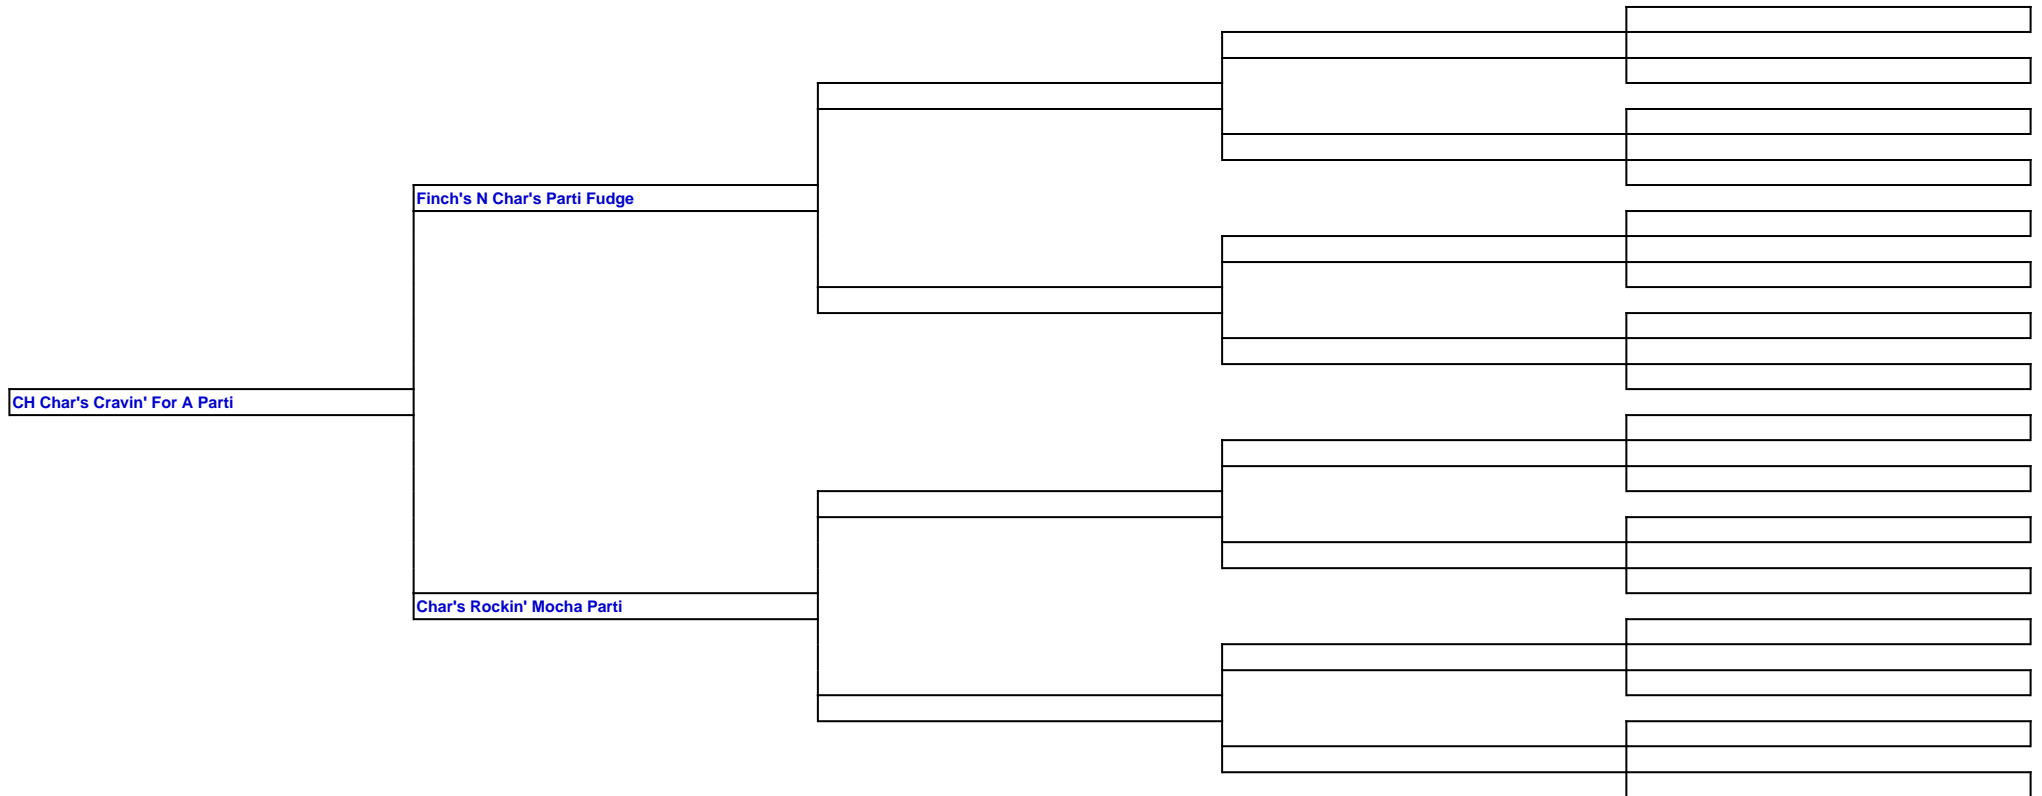 Finch's N Char's Parti Fudge
CH Char's Cravin' For A Parti
Char's Rockin' Mocha Parti